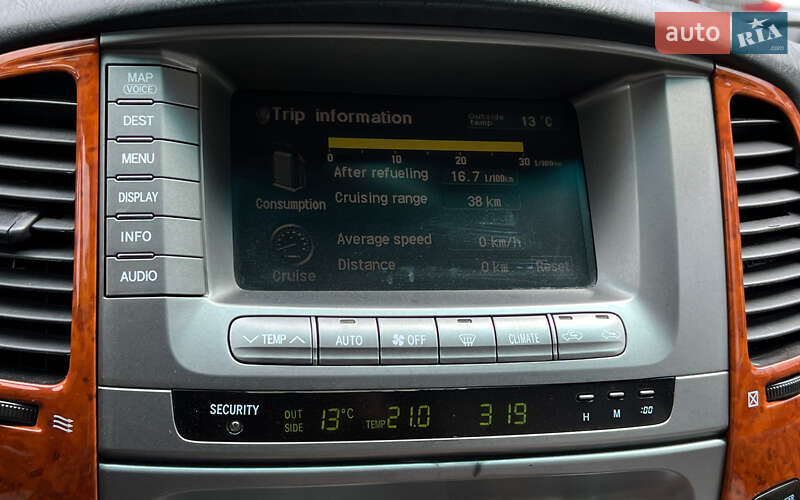 auto RIA.com
MAP
(VOICE)
DEST
MENU
DISPLAY
INFO
AUDIO
Trip information
Outside temp 13 °C
0 10 20 30 l/100km
After refueling 16.7 l/100km
Consumption
Cruising range 38 km
Average speed 0 km/h
Cruise
Distance 0 km Reset
TEMP AUTO OFF CLIMATE
SECURITY
OUT SIDE 13°C TEMP 21.0 3:19
H M :00